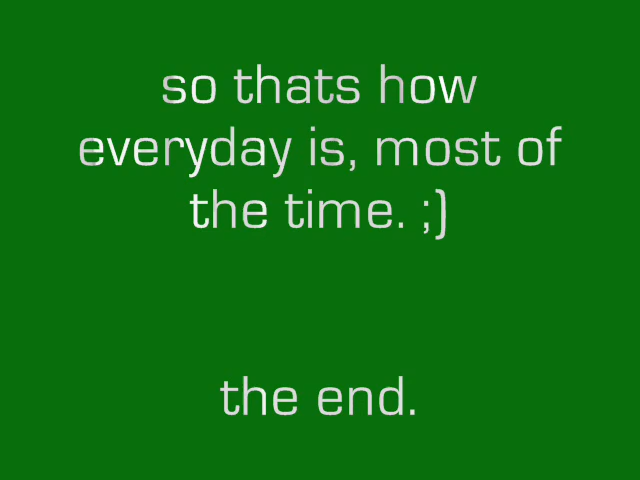 so thats how
everyday is, most of
the time. ;)
the end.